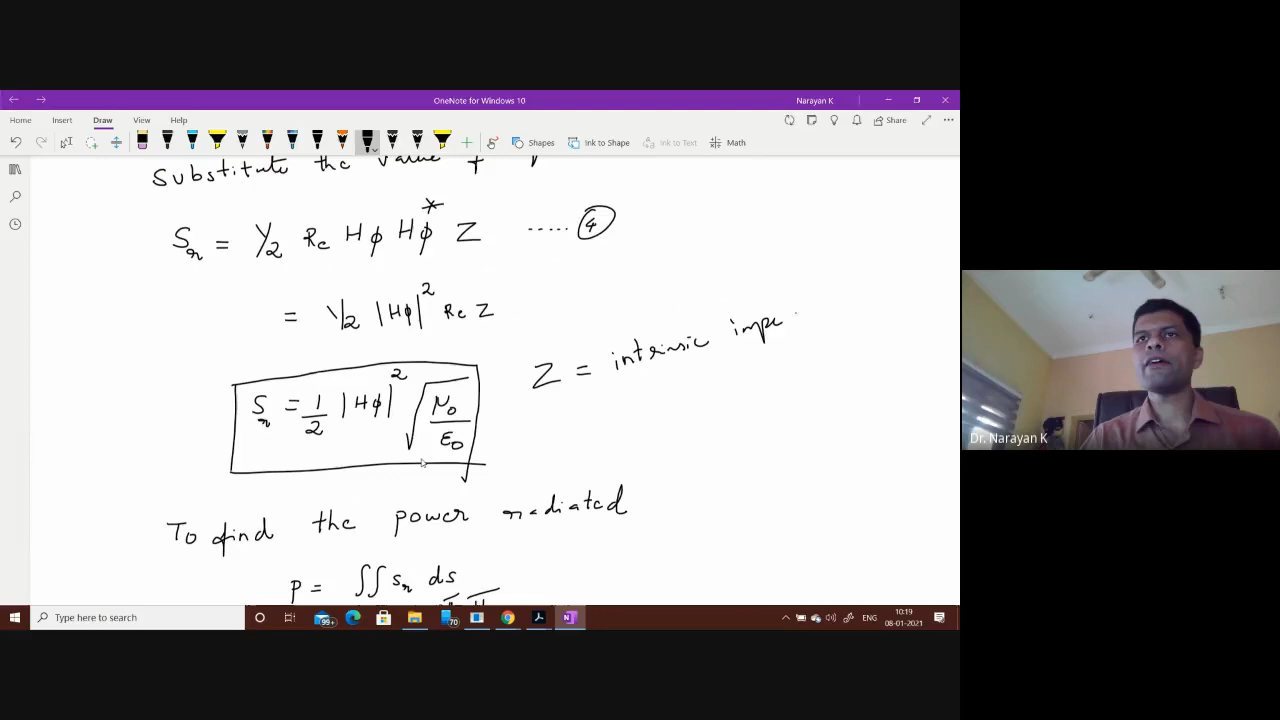 OneNote for Windows 10
Narayan K
Home Insert Draw View Help
Share
Shapes Ink to Shape Ink to Text Math
Substitute the value of
Sr = 1/2 Re Hφ Hφ* Z ..... ④
= 1/2 |Hφ|² Re Z
Z = intrinsic impe
Sr = 1/2 |Hφ|² √(μ0/ε0)
To find the power radiated
P = ∬ Sr ds
Dr. Narayan K
Type here to search
99+
70
ENG
10:19
08-01-2021